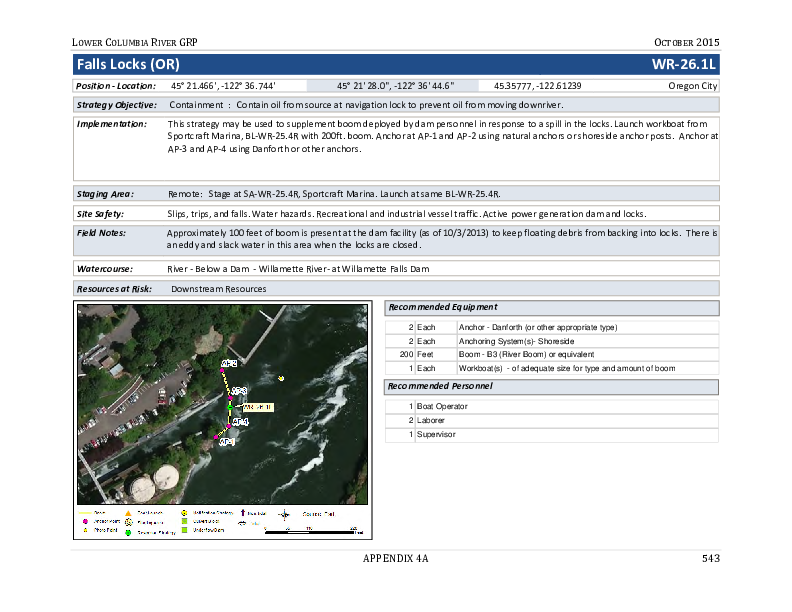 LOWER COLUMBIA RIVER GRP OCTOBER 2015
Falls Locks (OR) WR-26.1L
Position - Location: 45° 21.466', -122° 36.744' 45° 21' 28.0", -122° 36' 44.6" 45.35777, -122.61239 Oregon City
Strategy Objective: Containment : Contain oil from source at navigation lock to prevent oil from moving downriver.
Implementation: This strategy may be used to supplement boom deployed by dam personnel in response to a spill in the locks. Launch workboat from
Sportcraft Marina, BL-WR-25.4R with 200ft. boom. Anchor at AP-1 and AP-2 using natural anchors or shoreside anchor posts. Anchor at
AP-3 and AP-4 using Danforth or other anchors.
Staging Area: Remote: Stage at SA-WR-25.4R, Sportcraft Marina. Launch at same BL-WR-25.4R.
Site Safety: Slips, trips, and falls. Water hazards. Recreational and industrial vessel traffic. Active power generation dam and locks.
Field Notes: Approximately 100 feet of boom is present at the dam facility (as of 10/3/2013) to keep floating debris from backing into locks. There is
an eddy and slack water in this area when the locks are closed.
Watercourse: River - Below a Dam - Willamette River- at Willamette Falls Dam
Resources at Risk: Downstream Resources
Recommended Equipment
2 Each Anchor - Danforth (or other appropriate type)
2 Each Anchoring System(s)- Shoreside
200 Feet Boom - B3 (River Boom) or equivalent
1 Each Workboat(s) - of adequate size for type and amount of boom
Recommended Personnel
1 Boat Operator
2 Laborer
1 Supervisor
AP-2
AP-3
WR-26.1L
AP-4
AP-1
Anchor Point
Photo Point
APPENDIX 4A 543